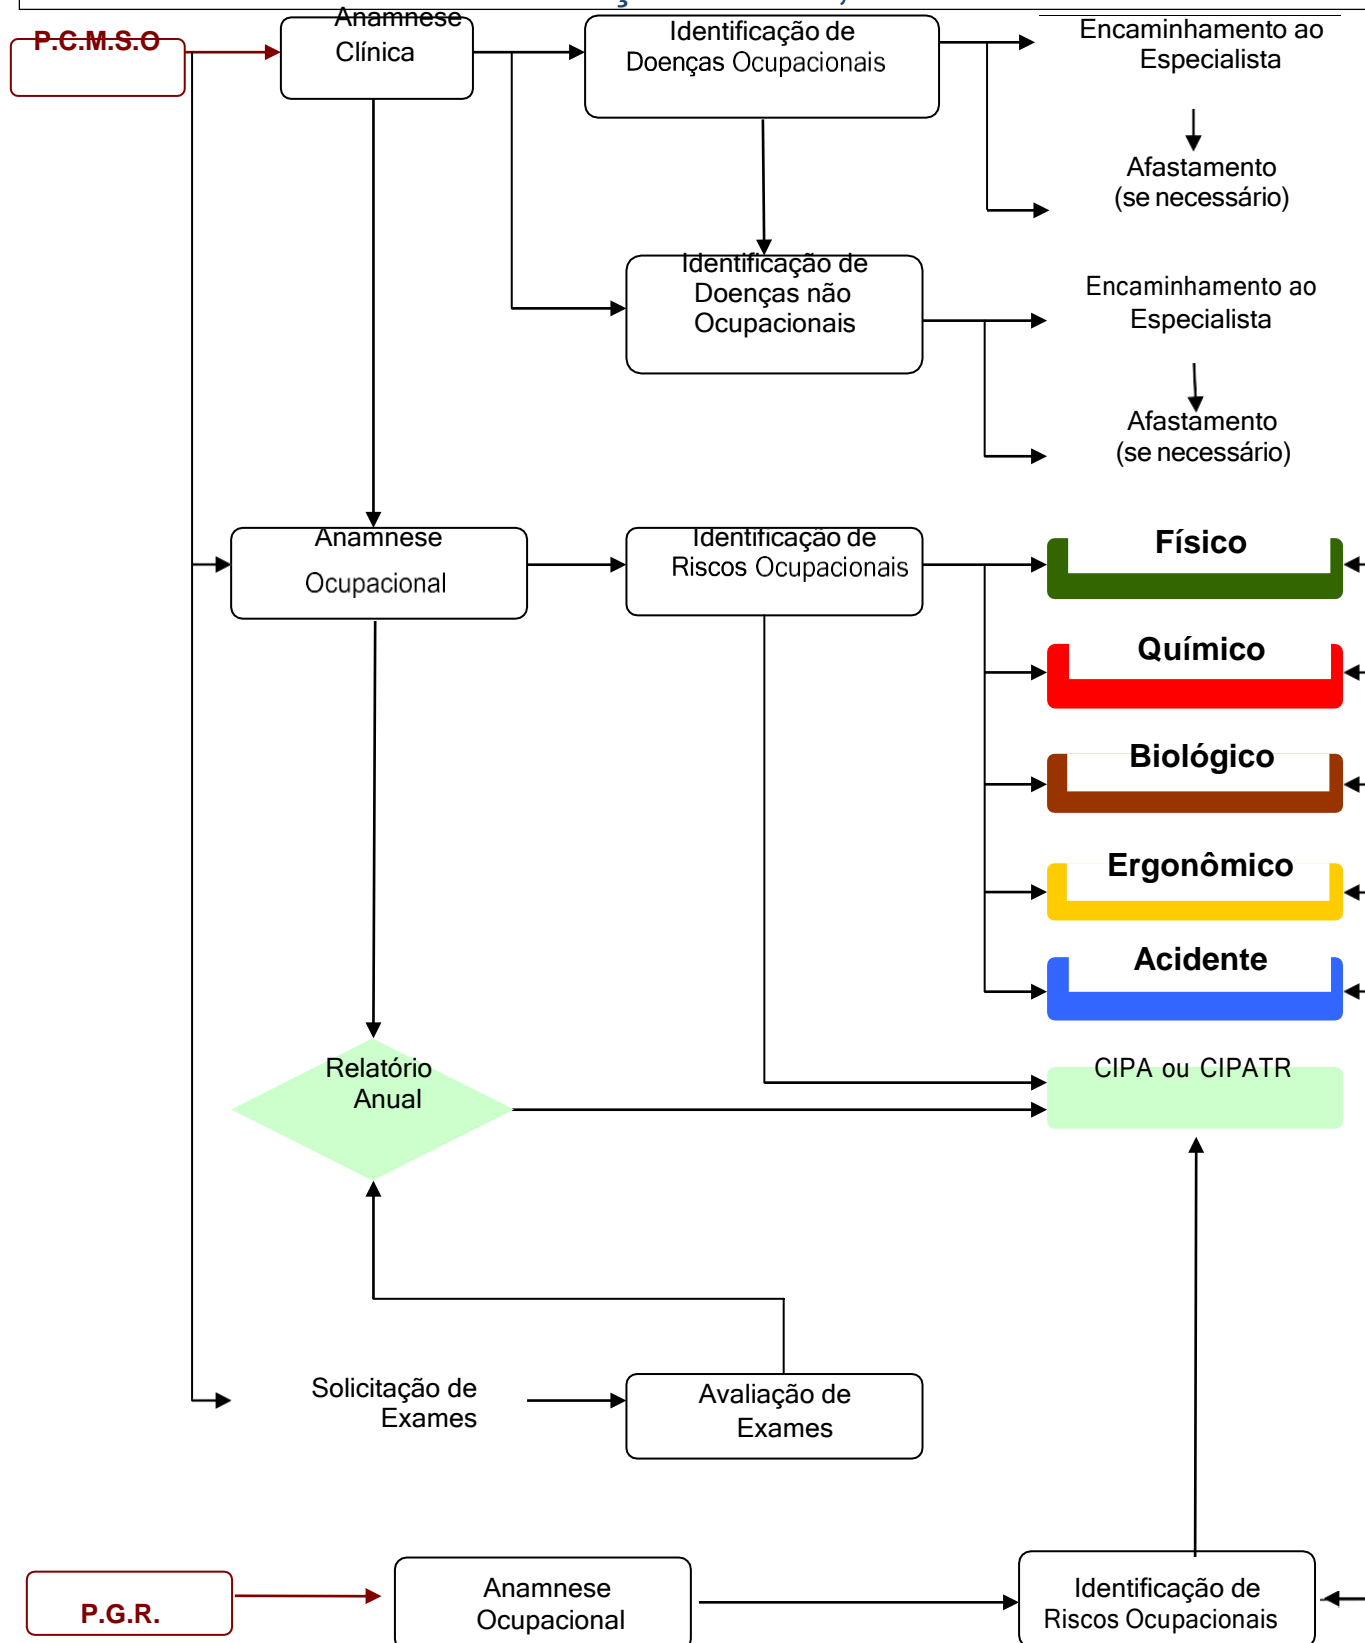 P.C.M.S.O
Anamnese
Clínica
Identificação de
Doenças Ocupacionais
Encaminhamento ao
Especialista
Afastamento
(se necessário)
Identificação de
Doenças não
Ocupacionais
Encaminhamento ao
Especialista
Afastamento
(se necessário)
Anamnese
Ocupacional
Identificação de
Riscos Ocupacionais
Físico
Químico
Biológico
Ergonômico
Acidente
Relatório
Anual
CIPA ou CIPATR
Solicitação de
Exames
Avaliação de
Exames
P.G.R.
Anamnese
Ocupacional
Identificação de
Riscos Ocupacionais